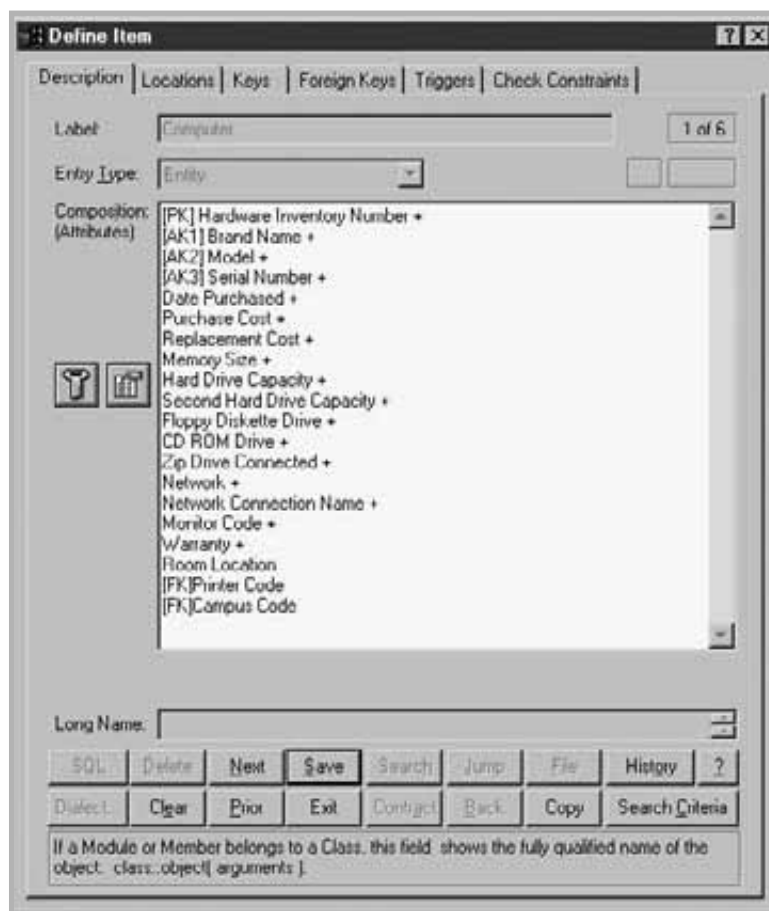 Define Item
Description Locations Keys Foreign Keys Triggers Check Constraints
Label: Computer 1 of 6
Entry Type: Entity
Composition: (Attributes)
[PK] Hardware Inventory Number +
[AK1] Brand Name +
[AK2] Model +
[AK3] Serial Number +
Date Purchased +
Purchase Cost +
Replacement Cost +
Memory Size +
Hard Drive Capacity +
Second Hard Drive Capacity +
Floppy Diskette Drive +
CD ROM Drive +
Zip Drive Connected +
Network +
Network Connection Name +
Monitor Code +
Warranty +
Room Location
[FK]Printer Code
[FK]Campus Code
Long Name:
SQL Delete Next Save Search Jump File History ?
Dialect.. Clear Prior Exit Contract Back Copy Search Criteria
If a Module or Member belongs to a Class, this field shows the fully qualified name of the
object. class::object( arguments ).